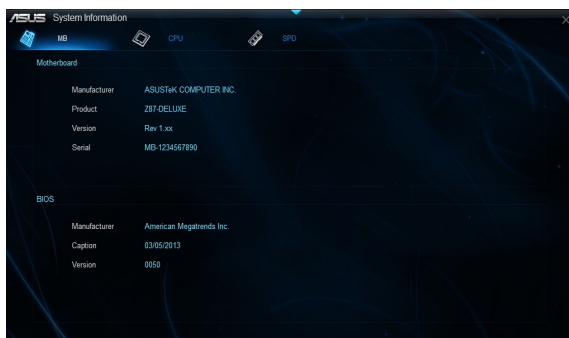 ASUS System Information
MB CPU SPD
Motherboard
Manufacturer ASUSTeK COMPUTER INC.
Product Z87-DELUXE
Version Rev 1.xx
Serial MB-1234567890
BIOS
Manufacturer American Megatrends Inc.
Caption 03/05/2013
Version 0050